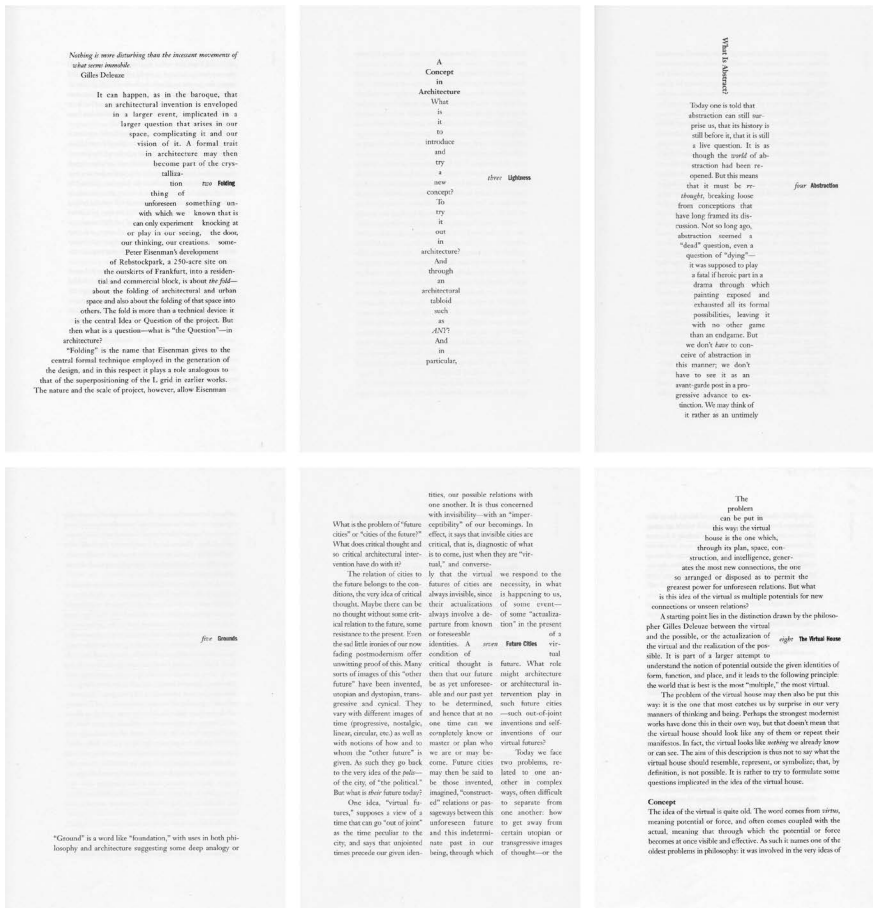 Nothing is more disturbing than the incessant movements of
what seems immobile.
Gilles Deleuze
It can happen, as in the baroque, that
an architectural invention is enveloped
in a larger event, implicated in a
larger question that arises in our
space, complicating it and our
vision of it. A formal trait
in architecture may then
become part of the crys-
talliza-
tion two Folding
thing of
unforeseen something un-
with which we known that is
can only experiment knocking at
or play in our seeing, the door,
our thinking, our creations. some-
Peter Eisenman's development
of Rebstockpark, a 250-acre site on
the outskirts of Frankfurt, into a residen-
tial and commercial block, is about the fold—
about the folding of architectural and urban
space and also about the folding of that space into
others. The fold is more than a technical device: it
is the central Idea or Question of the project. But
then what is a question—what is "the Question"—in
architecture?
"Folding" is the name that Eisenman gives to the
central formal technique employed in the generation of
the design, and in this respect it plays a role analogous to
that of the superpositioning of the L grid in earlier works.
The nature and the scale of project, however, allow Eisenman
A
Concept
in
Architecture
What
is
it
to
introduce
and
try
a
three Lightness
new
concept?
To
try
it
out
in
architecture?
And
through
an
architectural
tabloid
such
as
ANY?
And
in
particular,
What Is Abstract?
Today one is told that
abstraction can still sur-
prise us, that its history is
still before it, that it is still
a live question. It is as
though the world of ab-
straction had been re-
opened. But this means
that it must be re- four Abstraction
thought, breaking loose
from conceptions that
have long framed its dis-
cussion. Not so long ago,
abstraction seemed a
"dead" question, even a
question of "dying"—
it was supposed to play
a fatal if heroic part in a
drama through which
painting exposed and
exhausted all its formal
possibilities, leaving it
with no other game
than an endgame. But
we don't have to con-
ceive of abstraction in
this manner; we don't
have to see it as an
avant-garde post in a pro-
gressive advance to ex-
tinction. We may think of
it rather as an untimely
five Grounds
"Ground" is a word like "foundation," with uses in both phi-
losophy and architecture suggesting some deep analogy or
What is the problem of "future
cities" or "cities of the future?"
What does critical thought and
so critical architectural inter-
vention have do with it?
The relation of cities to
the future belongs to the con-
ditions, the very idea of critical
thought. Maybe there can be
no thought without some crit-
ical relation to the future, some
resistance to the present. Even
the sad little ironies of our now
fading postmodernism offer
unwitting proof of this. Many
sorts of images of this "other
future" have been invented,
utopian and dystopian, trans-
gressive and cynical. They
vary with different images of
time (progressive, nostalgic,
linear, circular, etc.) as well as
with notions of how and to
whom the "other future" is
given. As such they go back
to the very idea of the polis—
of the city, of "the political."
But what is their future today?
One idea, "virtual fu-
tures," supposes a view of a
time that can go "out of joint"
as the time peculiar to the
city, and says that unjointed
times precede our given iden-
tities, our possible relations with
one another. It is thus concerned
with invisibility—with an "imper-
ceptibility" of our becomings. In
effect, it says that invisible cities are
critical, that is, diagnostic of what
is to come, just when they are "vir-
tual," and converse-
ly that the virtual
futures of cities are
always invisible, since
their actualizations
always involve a de-
parture from known
or foreseeable
identities. A seven Future Cities
condition of
critical thought is
then that our future
be as yet unforesee-
able and our past yet
to be determined,
and hence that at no
one time can we
completely know or
master or plan who
we are or may be-
come. Future cities
may then be said to
be those invented,
imagined, "construct-
ed" relations or pas-
sageways between this
unforeseen future
and this indetermi-
nate past in our
being, through which
we respond to the
necessity, in what
is happening to us,
of some event—
of some "actualiza-
tion" in the present
of a
vir-
tual
future. What role
might architecture
or architectural in-
tervention play in
such future cities
—such out-of-joint
inventions and self-
inventions of our
virtual futures?
Today we face
two problems, re-
lated to one an-
other in complex
ways, often difficult
to separate from
one another: how
to get away from
certain utopian or
transgressive images
of thought—or the
The
problem
can be put in
this way: the virtual
house is the one which,
through its plan, space, con-
struction, and intelligence, gener-
ates the most new connections, the one
so arranged or disposed as to permit the
greatest power for unforeseen relations. But what
is this idea of the virtual as multiple potentials for new
connections or unseen relations?
A starting point lies in the distinction drawn by the philoso-
pher Gilles Deleuze between the virtual
and the possible, or the actualization of eight The Virtual House
the virtual and the realization of the pos-
sible. It is part of a larger attempt to
understand the notion of potential outside the given identities of
form, function, and place, and it leads to the following principle:
the world that is best is the most "multiple," the most virtual.
The problem of the virtual house may then also be put this
way: it is the one that most catches us by surprise in our very
manners of thinking and being. Perhaps the strongest modernist
works have done this in their own way, but that doesn't mean that
the virtual house should look like any of them or repeat their
manifestos. In fact, the virtual looks like nothing we already know
or can see. The aim of this description is thus not to say what the
virtual house should resemble, represent, or symbolize; that, by
definition, is not possible. It is rather to try to formulate some
questions implicated in the idea of the virtual house.
Concept
The idea of the virtual is quite old. The word comes from virtus,
meaning potential or force, and often comes coupled with the
actual, meaning that through which the potential or force
becomes at once visible and effective. As such it names one of the
oldest problems in philosophy: it was involved in the very ideas of